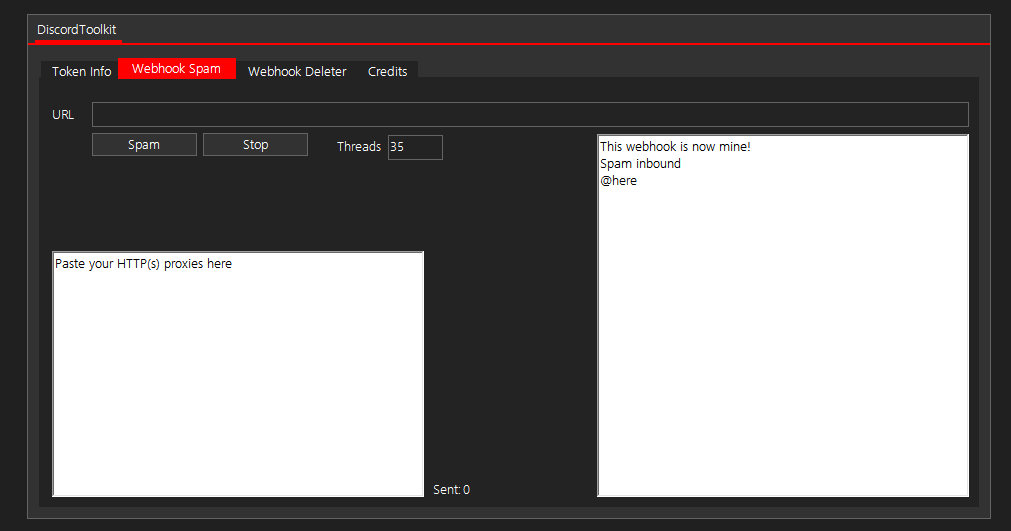 DiscordToolkit
Token Info
Webhook Spam
Webhook Deleter
Credits
URL
Spam
Stop
Threads
35
This webhook is now mine!
Spam inbound
@here
Paste your HTTP(s) proxies here
Sent: 0